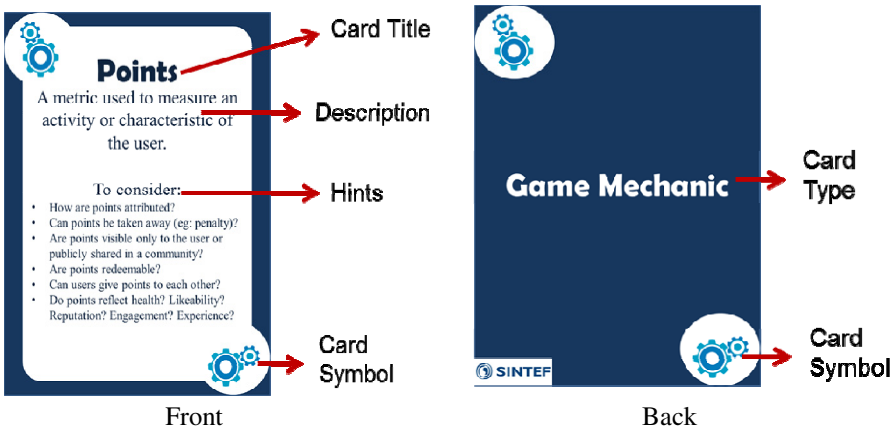 Points
A metric used to measure an
activity or characteristic of
the user.
To consider:
• How are points attributed?
• Can points be taken away (eg: penalty)?
• Are points visible only to the user or
publicly shared in a community?
• Are points redeemable?
• Can users give points to each other?
• Do points reflect health? Likeability?
Reputation? Engagement? Experience?
Card Title
Description
Hints
Card
Symbol
Front
Game Mechanic
SINTEF
Card
Type
Card
Symbol
Back